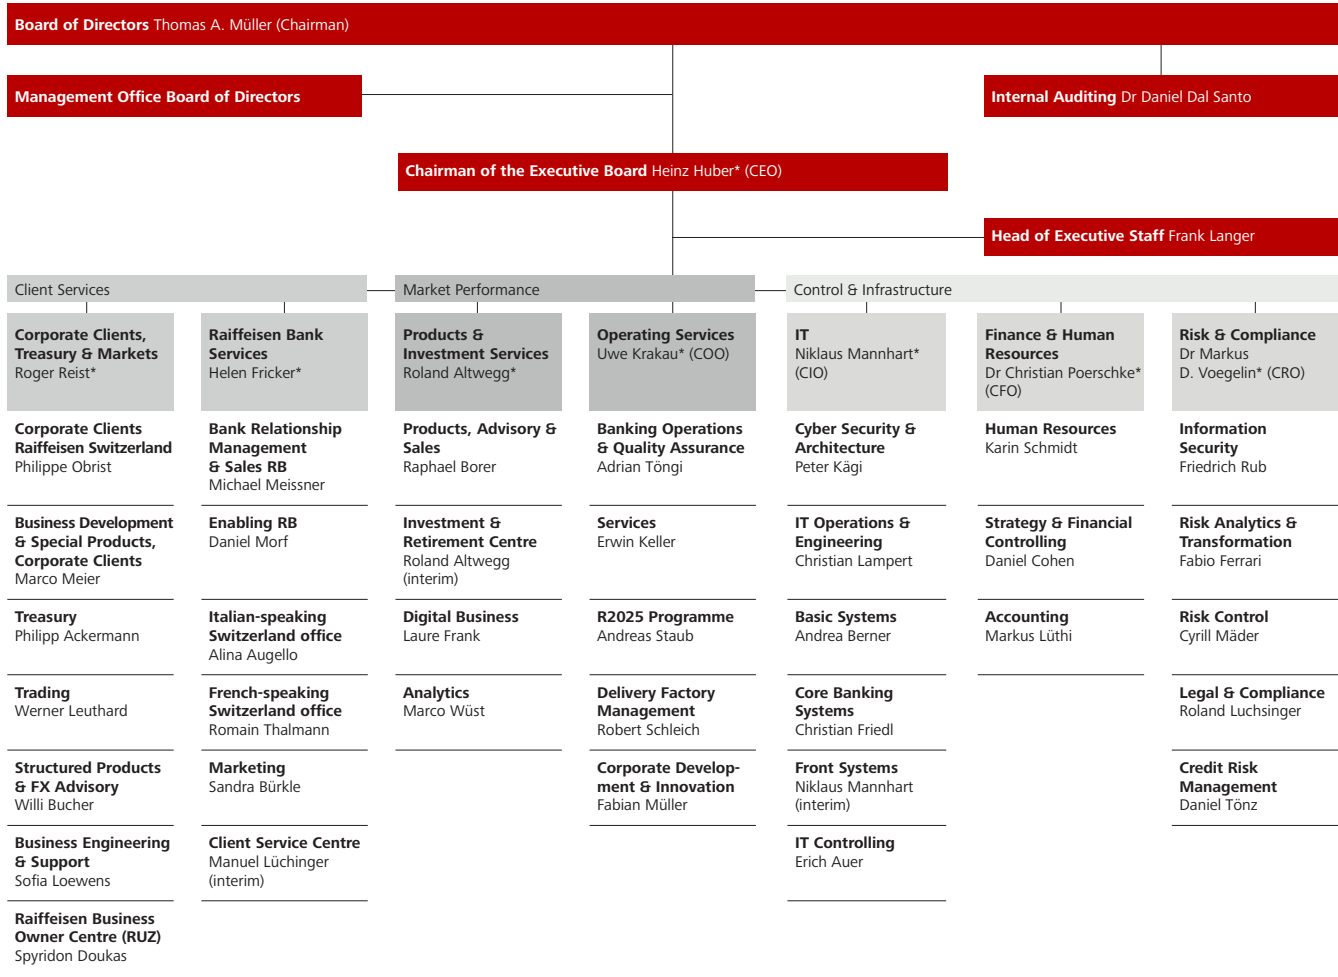 Board of Directors Thomas A. Müller (Chairman)
Management Office Board of Directors
Internal Auditing Dr Daniel Dal Santo
Chairman of the Executive Board Heinz Huber* (CEO)
Head of Executive Staff Frank Langer
Client Services
Market Performance
Control & Infrastructure
Corporate Clients,
Treasury & Markets
Roger Reist*
Raiffeisen Bank
Services
Helen Fricker*
Products &
Investment Services
Roland Altwegg*
Operating Services
Uwe Krakau* (COO)
IT
Niklaus Mannhart*
(CIO)
Finance & Human
Resources
Dr Christian Poerschke*
(CFO)
Risk & Compliance
Dr Markus
D. Voegelin* (CRO)
Corporate Clients
Raiffeisen Switzerland
Philippe Obrist
Business Development
& Special Products,
Corporate Clients
Marco Meier
Treasury
Philipp Ackermann
Trading
Werner Leuthard
Structured Products
& FX Advisory
Willi Bucher
Business Engineering
& Support
Sofia Loewens
Raiffeisen Business
Owner Centre (RUZ)
Spyridon Doukas
Bank Relationship
Management
& Sales RB
Michael Meissner
Enabling RB
Daniel Morf
Italian-speaking
Switzerland office
Alina Augello
French-speaking
Switzerland office
Romain Thalmann
Marketing
Sandra Bürkle
Client Service Centre
Manuel Lüchinger
(interim)
Products, Advisory &
Sales
Raphael Borer
Investment &
Retirement Centre
Roland Altwegg
(interim)
Digital Business
Laure Frank
Analytics
Marco Wüst
Banking Operations
& Quality Assurance
Adrian Töngi
Services
Erwin Keller
R2025 Programme
Andreas Staub
Delivery Factory
Management
Robert Schleich
Corporate Develop-
ment & Innovation
Fabian Müller
Cyber Security &
Architecture
Peter Kägi
IT Operations &
Engineering
Christian Lampert
Basic Systems
Andrea Berner
Core Banking
Systems
Christian Friedl
Front Systems
Niklaus Mannhart
(interim)
IT Controlling
Erich Auer
Human Resources
Karin Schmidt
Strategy & Financial
Controlling
Daniel Cohen
Accounting
Markus Lüthi
Information
Security
Friedrich Rub
Risk Analytics &
Transformation
Fabio Ferrari
Risk Control
Cyrill Mäder
Legal & Compliance
Roland Luchsinger
Credit Risk
Management
Daniel Tönz